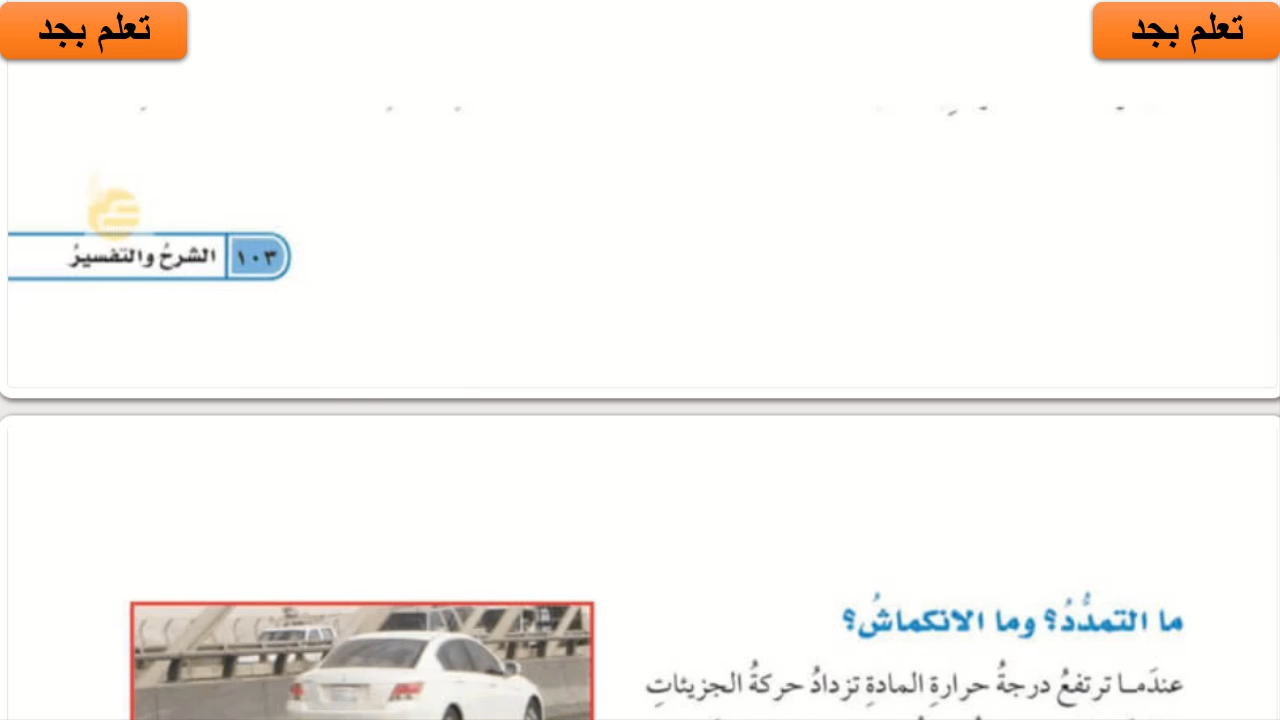 تعلم بجد
تعلم بجد
١٠٣ الشرحُ والتفسيرُ
ما التمدُّدُ؟ وما الانكماشُ؟
عندَمـا ترتفعُ درجةُ حرارةِ المادةِ تزدادُ حركةُ الجزيئاتِ